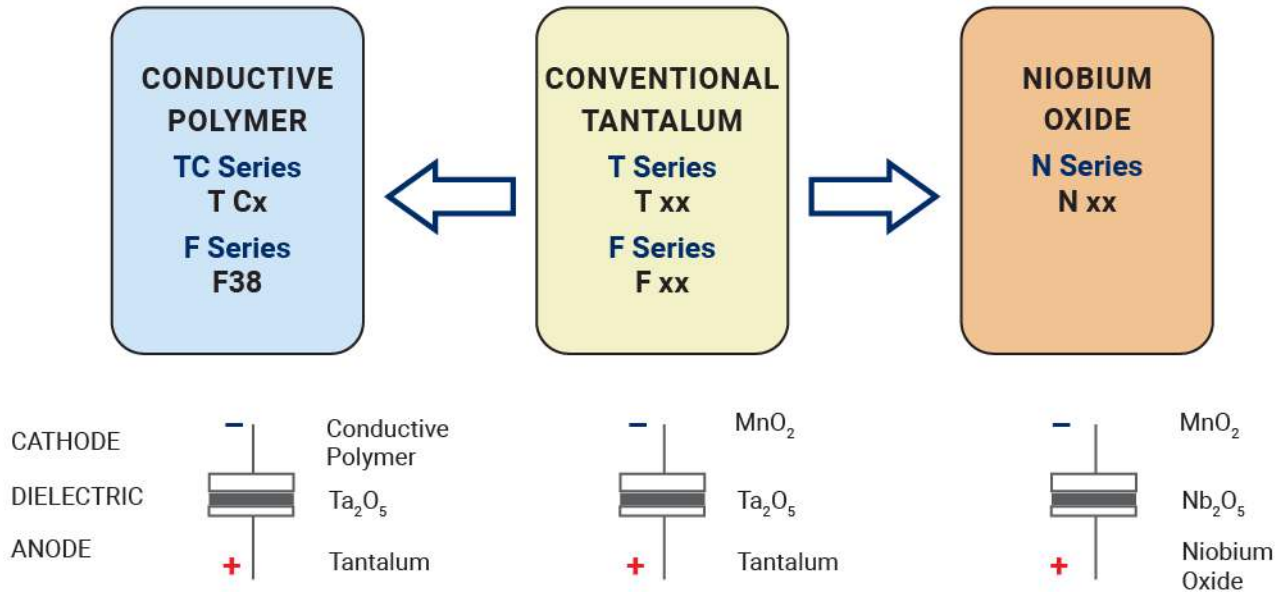 CONDUCTIVE
POLYMER
TC Series
T Cx
F Series
F38
CONVENTIONAL
TANTALUM
T Series
T xx
F Series
F xx
NIOBIUM
OXIDE
N Series
N xx
CATHODE
DIELECTRIC
ANODE
−
Conductive
Polymer
Ta₂O₅
+
Tantalum
−
MnO₂
Ta₂O₅
+
Tantalum
−
MnO₂
Nb₂O₅
+
Niobium
Oxide